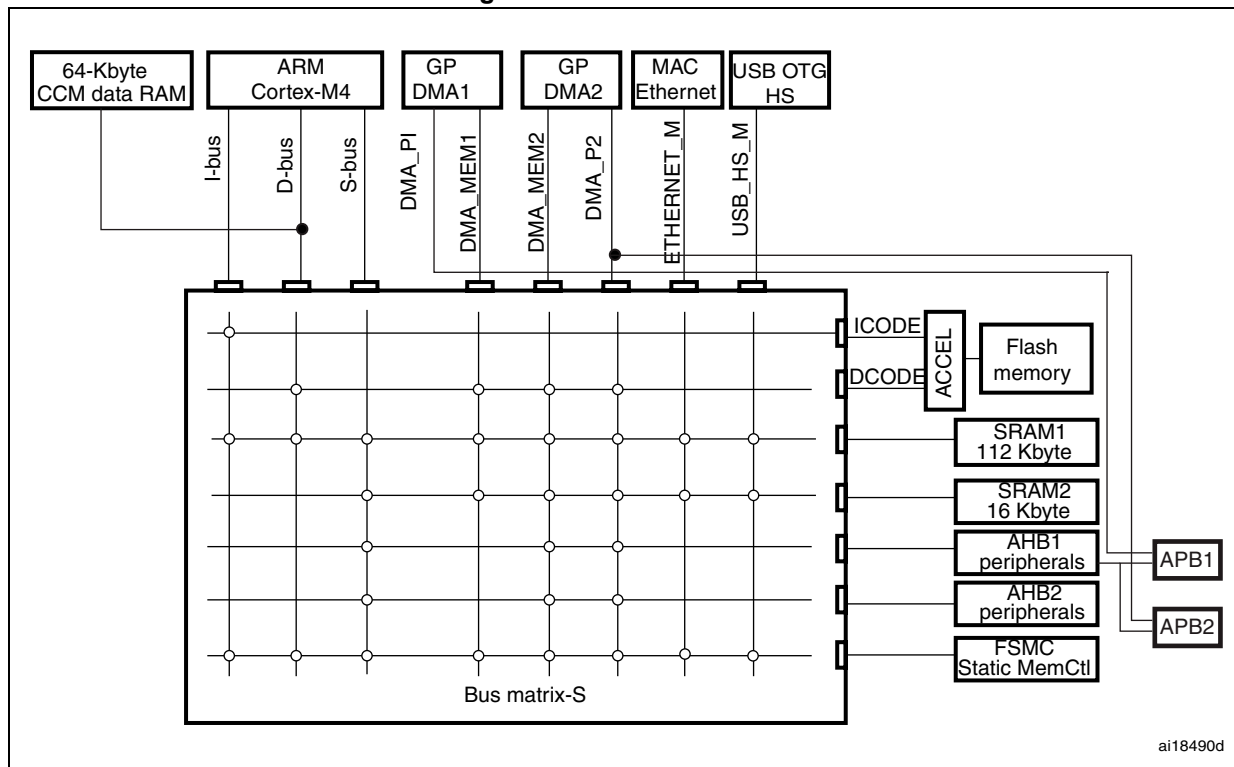 64-Kbyte
CCM data RAM
ARM
Cortex-M4
GP
DMA1
GP
DMA2
MAC
Ethernet
USB OTG
HS
I-bus
D-bus
S-bus
DMA_PI
DMA_MEM1
DMA_MEM2
DMA_P2
ETHERNET_M
USB_HS_M
ICODE
DCODE
ACCEL
Flash
memory
SRAM1
112 Kbyte
SRAM2
16 Kbyte
AHB1
peripherals
AHB2
peripherals
FSMC
Static MemCtl
APB1
APB2
Bus matrix-S
ai18490d